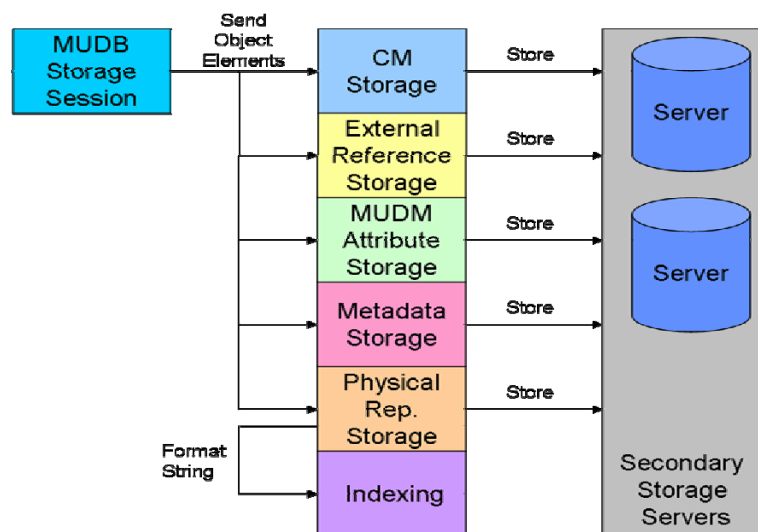 MUDB
Storage
Session
Send
Object
Elements
CM
Storage
Store
External
Reference
Storage
Store
MUDM
Attribute
Storage
Store
Metadata
Storage
Store
Physical
Rep.
Storage
Store
Format
String
Indexing
Server
Server
Secondary
Storage
Servers